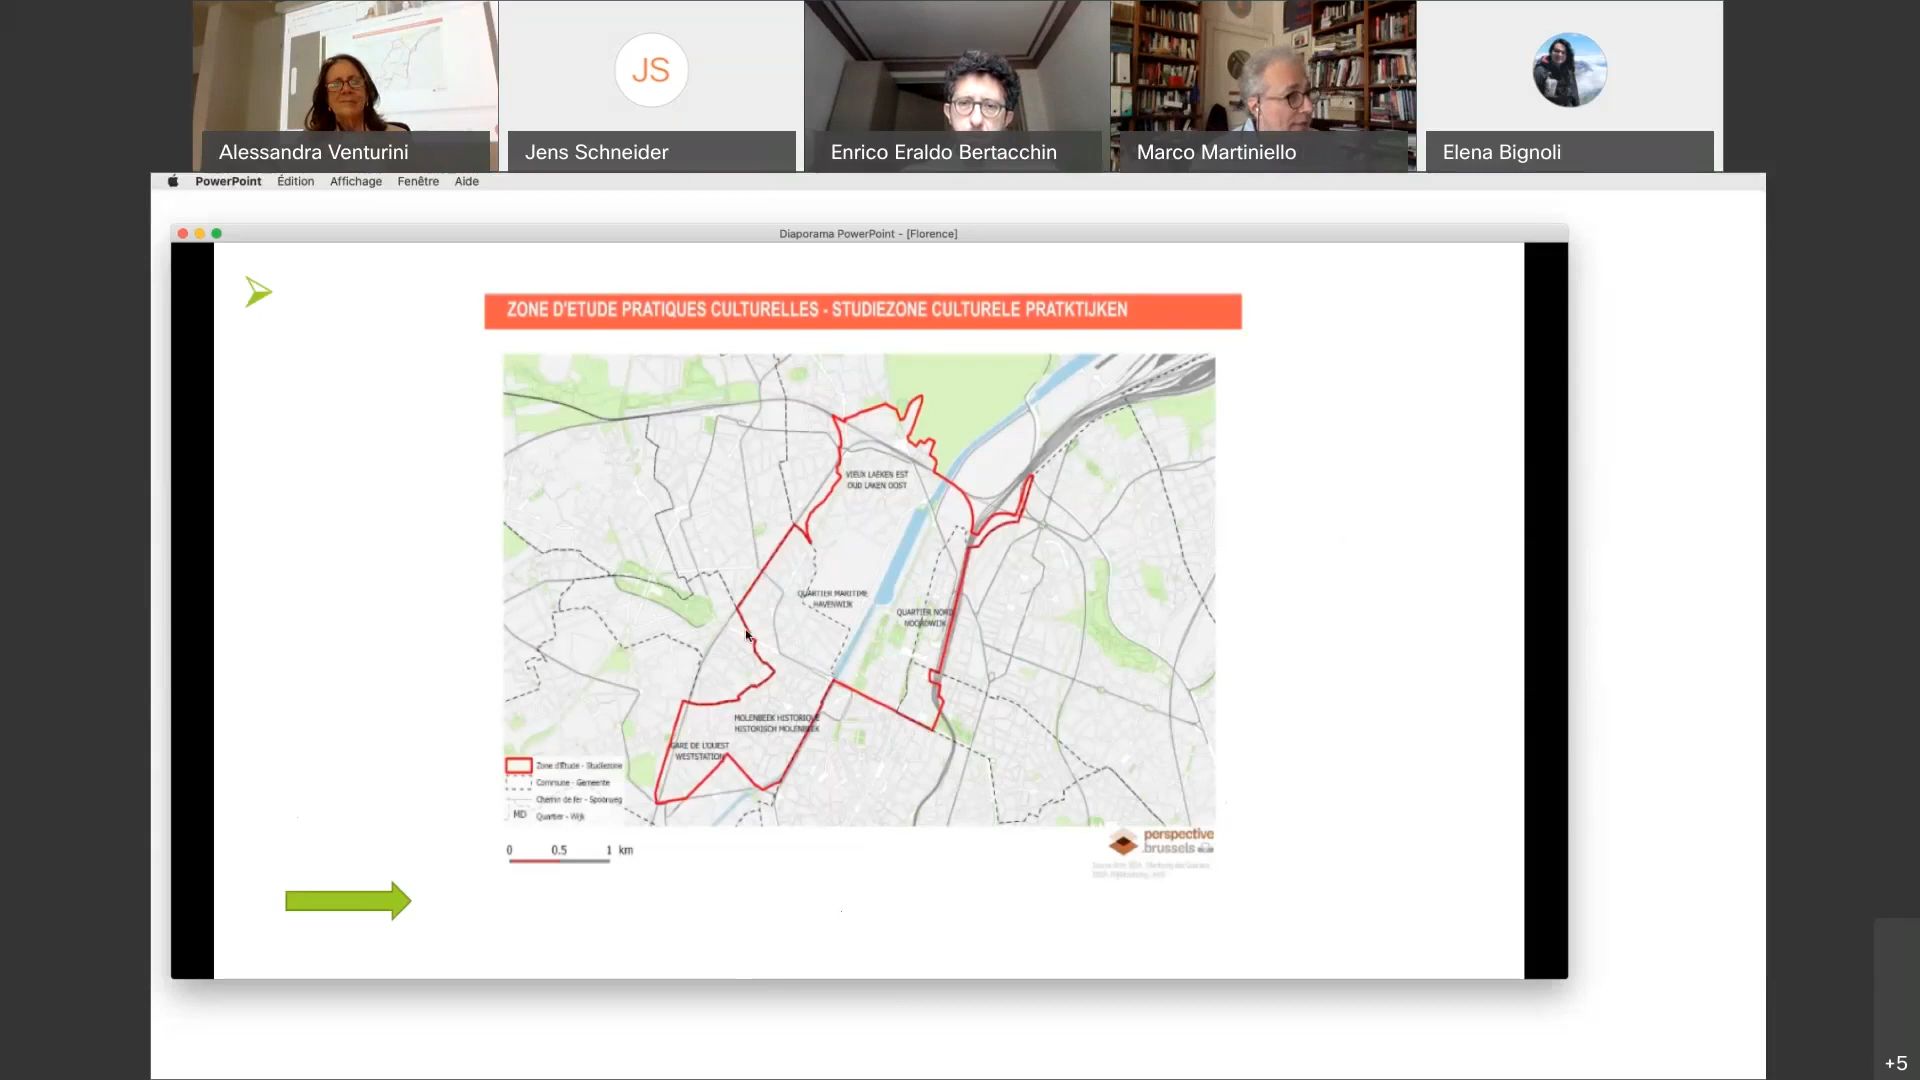 JS
Alessandra Venturini
Jens Schneider
Enrico Eraldo Bertacchin
Marco Martiniello
Elena Bignoli
PowerPoint Édition Affichage Fenêtre Aide
Diaporama PowerPoint - [Florence]
ZONE D'ETUDE PRATIQUES CULTURELLES - STUDIEZONE CULTURELE PRATKTIJKEN
VIEUX LAEKEN EST
OUD LAKEN OOST
QUARTIER MARITIME
HAVENWIJK
QUARTIER NORD
NOORDWIJK
MOLENBEEK HISTORIQUE
HISTORISCH MOLENBEEK
GARE DE L'OUEST
WESTSTATION
Zone d'Etude - Studiezone
Commune - Gemeente
Chemin de fer - Spoorweg
MD Quartier - Wijk
0 0.5 1 km
perspective
.brussels
+5